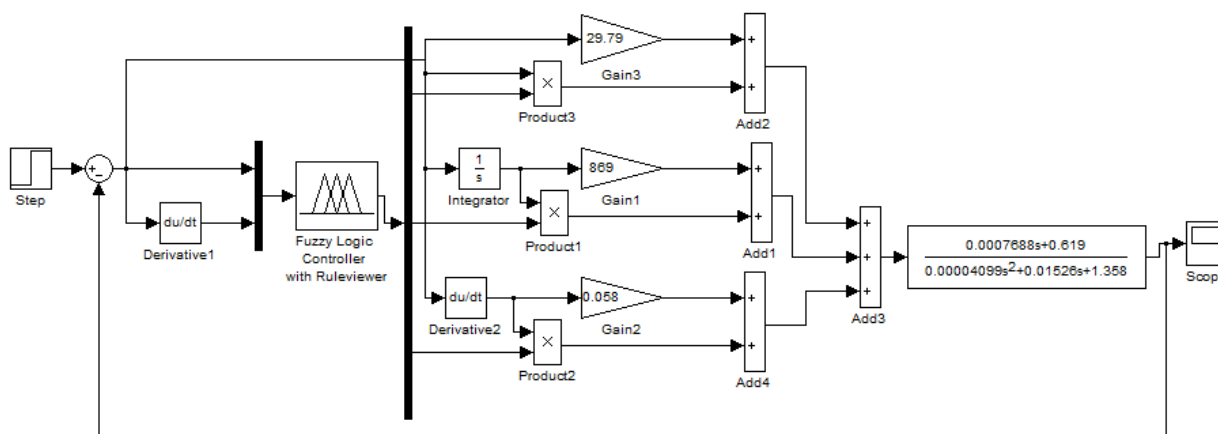 29.79
Gain3
×
Product3
+
+
Add2
+
-
Step
du/dt
Derivative1
Fuzzy Logic
Controller
with Ruleviewer
1
s
Integrator
869
Gain1
×
Product1
+
+
Add1
du/dt
Derivative2
0.058
Gain2
×
Product2
+
+
Add4
+
+
+
Add3
0.0007688s+0.619
0.00004099s²+0.01526s+1.358
Scop